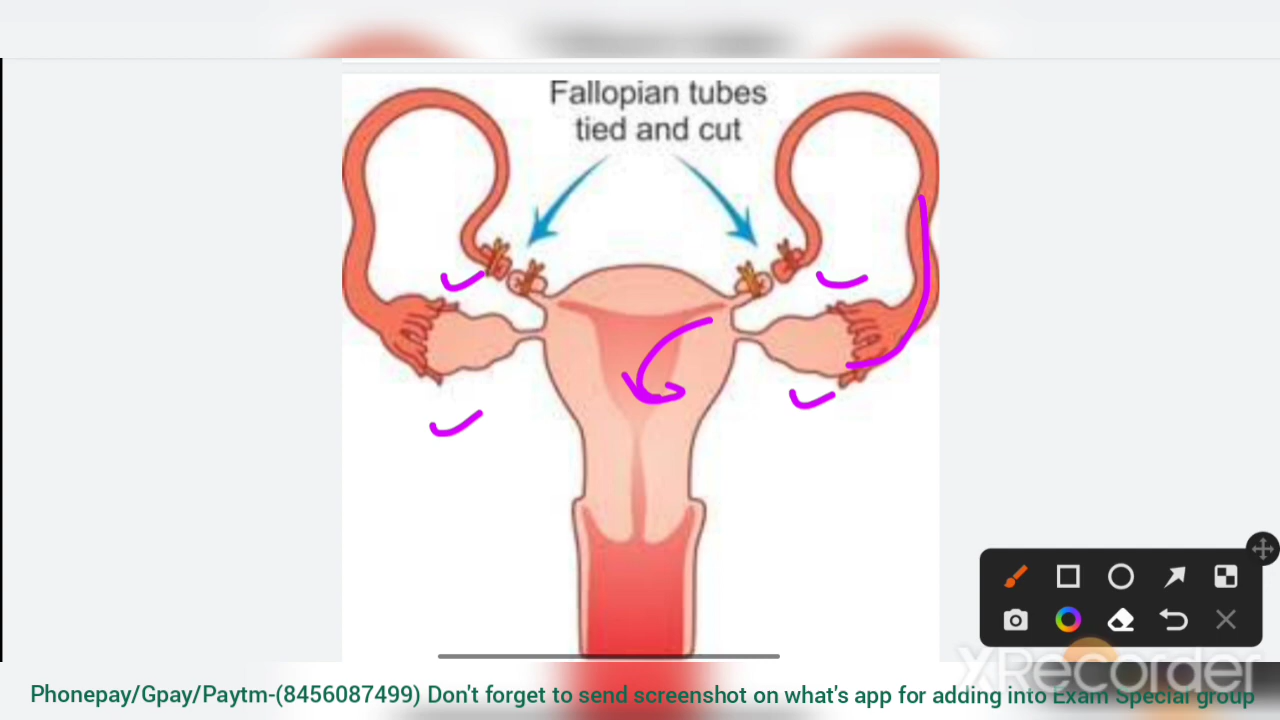 Fallopian tubes
tied and cut
XRecorder
Phonepay/Gpay/Paytm-(8456087499) Don't forget to send screenshot on what's app for adding into Exam Special group